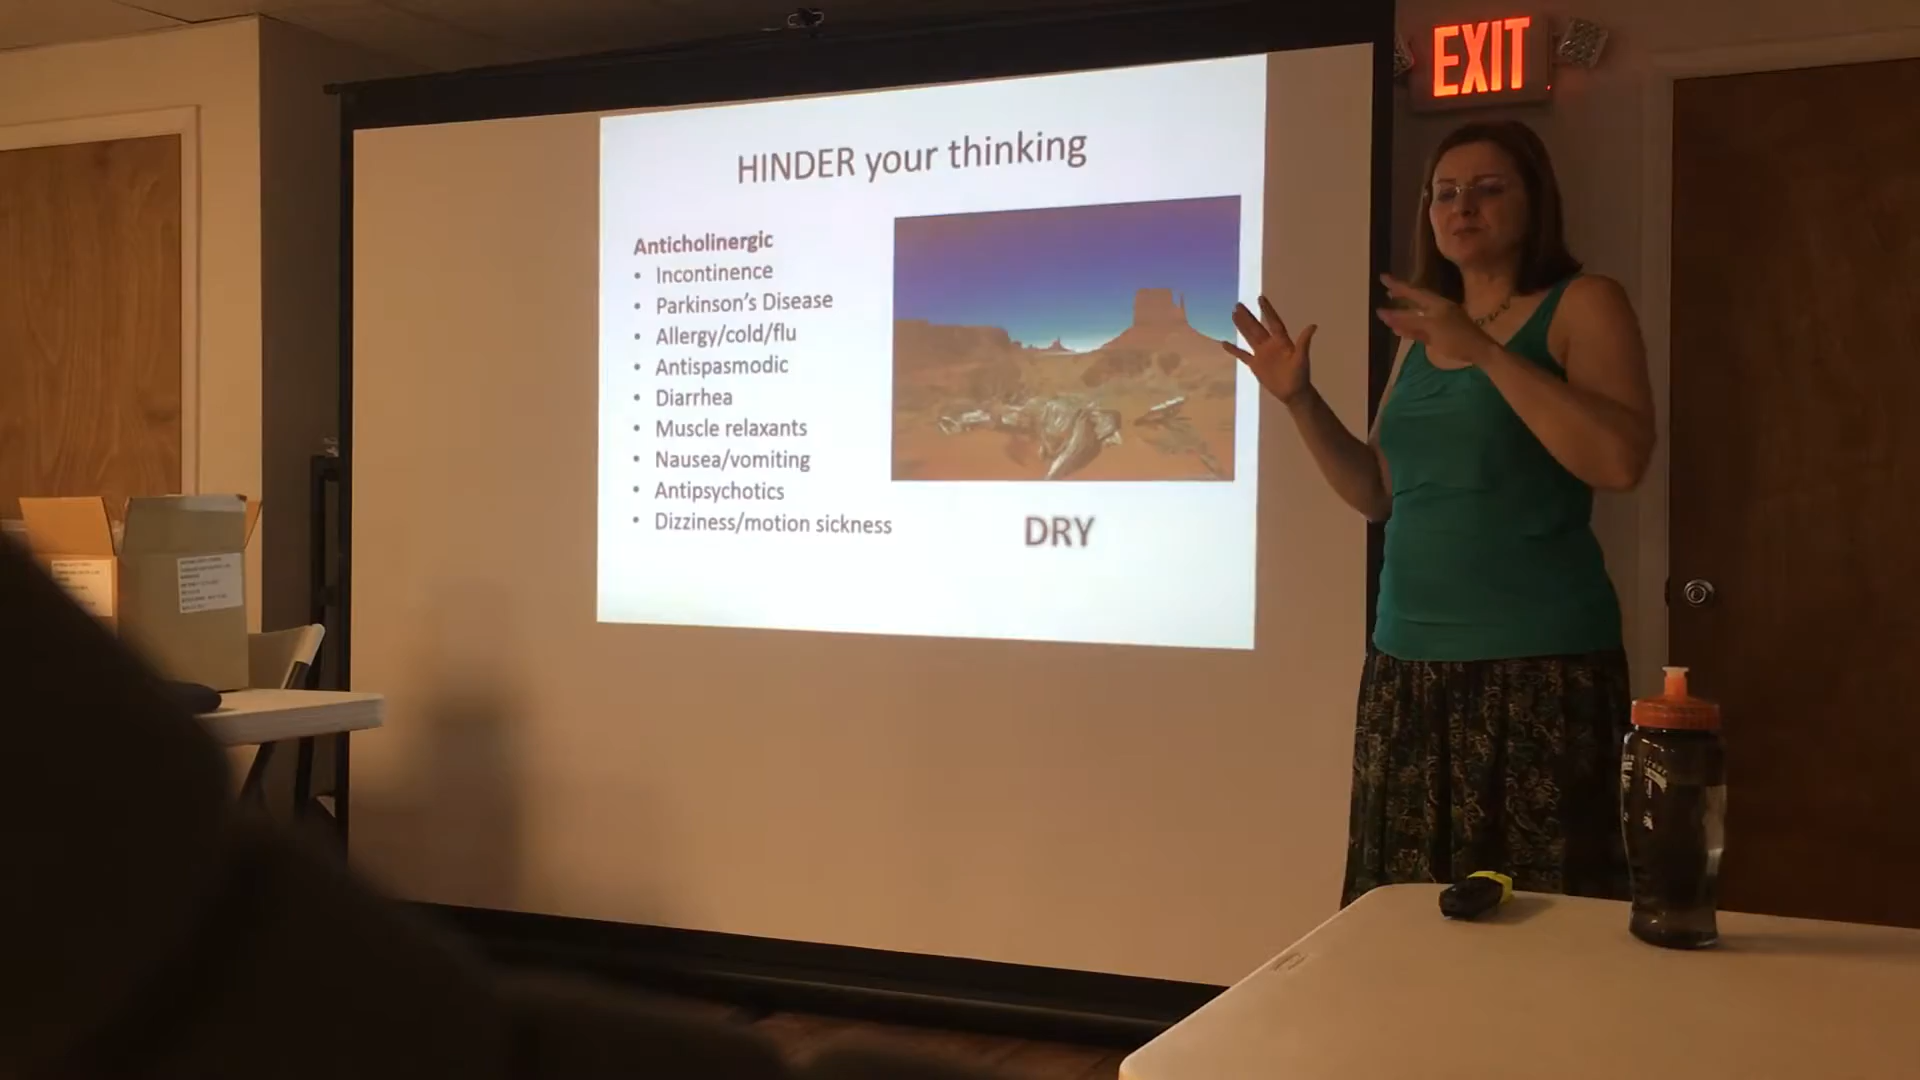 EXIT
HINDER your thinking
Anticholinergic
• Incontinence
• Parkinson's Disease
• Allergy/cold/flu
• Antispasmodic
• Diarrhea
• Muscle relaxants
• Nausea/vomiting
• Antipsychotics
• Dizziness/motion sickness
DRY